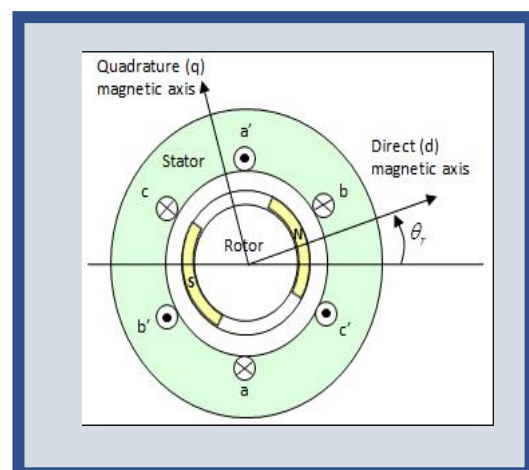 Quadrature (q)
magnetic axis
a'
Direct (d)
magnetic axis
Stator
c
b
N
Rotor
θr
S
b'
c'
a